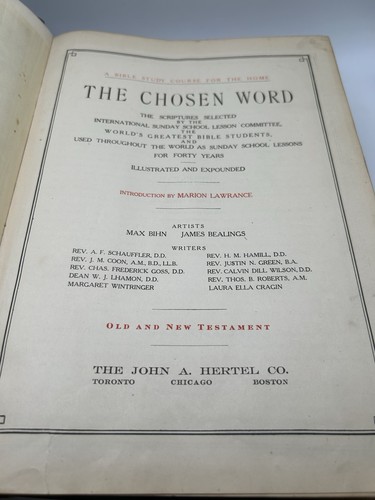 A BIBLE STUDY COURSE FOR THE HOME
THE CHOSEN WORD
THE SCRIPTURES SELECTED
BY THE
INTERNATIONAL SUNDAY SCHOOL LESSON COMMITTEE,
THE
WORLD'S GREATEST BIBLE STUDENTS,
AND
USED THROUGHOUT THE WORLD AS SUNDAY SCHOOL LESSONS
FOR FORTY YEARS
ILLUSTRATED AND EXPOUNDED
INTRODUCTION BY MARION LAWRANCE
ARTISTS
MAX BIHN JAMES BEALINGS
WRITERS
REV. A. F. SCHAUFFLER, D.D.
REV. J. M. COON, A.M., B.D., LL.B.
REV. CHAS. FREDERICK GOSS, D.D.
DEAN W. J. LHAMON, D.D.
MARGARET WINTRINGER
REV. H. M. HAMILL, D.D.
REV. JUSTIN N. GREEN, B.A.
REV. CALVIN DILL WILSON, D.D.
REV. THOS. B. ROBERTS, A.M.
LAURA ELLA CRAGIN
OLD AND NEW TESTAMENT
THE JOHN A. HERTEL CO.
TORONTO CHICAGO BOSTON